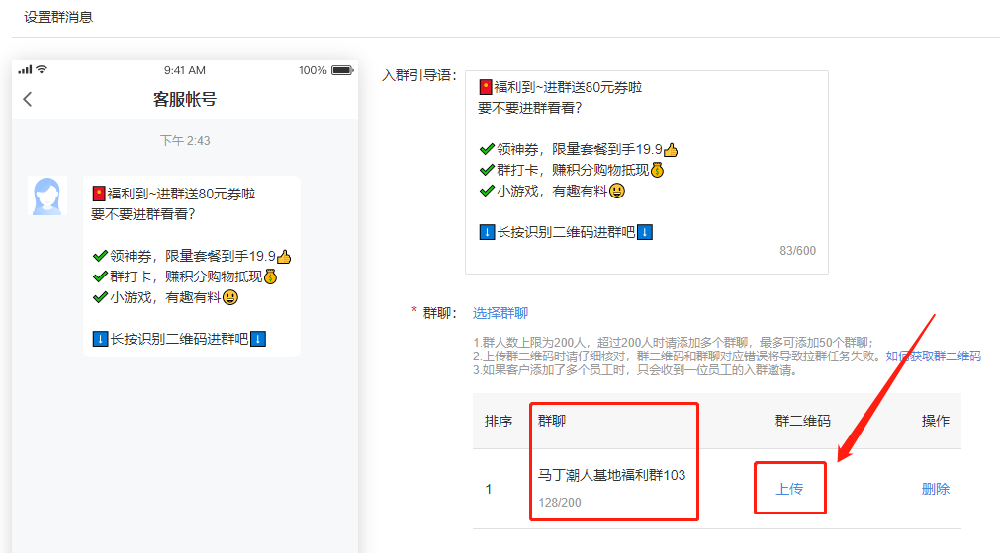 设置群消息
9:41 AM
100%
客服帐号
下午 2:43
福利到~进群送80元券啦
要不要进群看看?
领神券，限量套餐到手19.9
群打卡，赚积分购物抵现
小游戏，有趣有料
长按识别二维码进群吧
入群引导语：
福利到~进群送80元券啦
要不要进群看看?
领神券，限量套餐到手19.9
群打卡，赚积分购物抵现
小游戏，有趣有料
长按识别二维码进群吧
83/600
* 群聊： 选择群聊
1.群人数上限为200人，超过200人时请添加多个群聊，最多可添加50个群聊；
2.上传群二维码时请仔细核对，群二维码和群聊对应错误将导致拉群任务失败。如何获取群二维码
3.如果客户添加了多个员工时，只会收到一位员工的入群邀请。
排序 群聊 群二维码 操作
1 马丁潮人基地福利群103 上传 删除
128/200